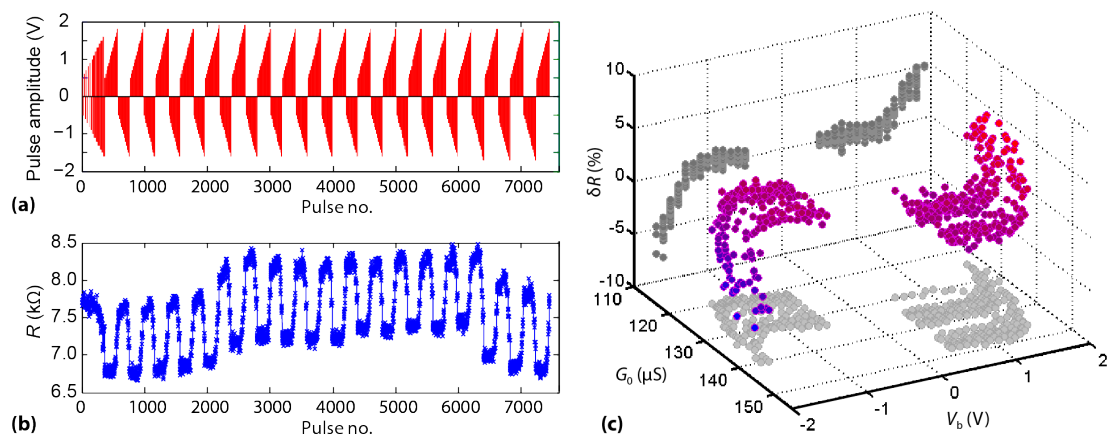 2
1
0
−1
−2
Pulse amplitude (V)
0 1000 2000 3000 4000 5000 6000 7000
Pulse no.
(a)
8.5
8.0
7.5
7.0
6.5
R (kΩ)
0 1000 2000 3000 4000 5000 6000 7000
Pulse no.
(b)
10
5
0
-5
-10
δR (%)
110
120
130
140
150
G₀ (µS)
-2
-1
0
1
2
V_b (V)
(c)